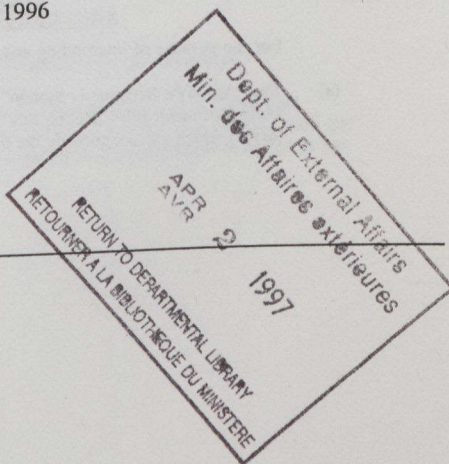 1996
Dept. of External Affairs
Min. des Affaires extérieures
APR
AVR 2 1997
RETURN TO DEPARTMENTAL LIBRARY
RETOURNER A LA BIBLIOTHEQUE DU MINISTERE